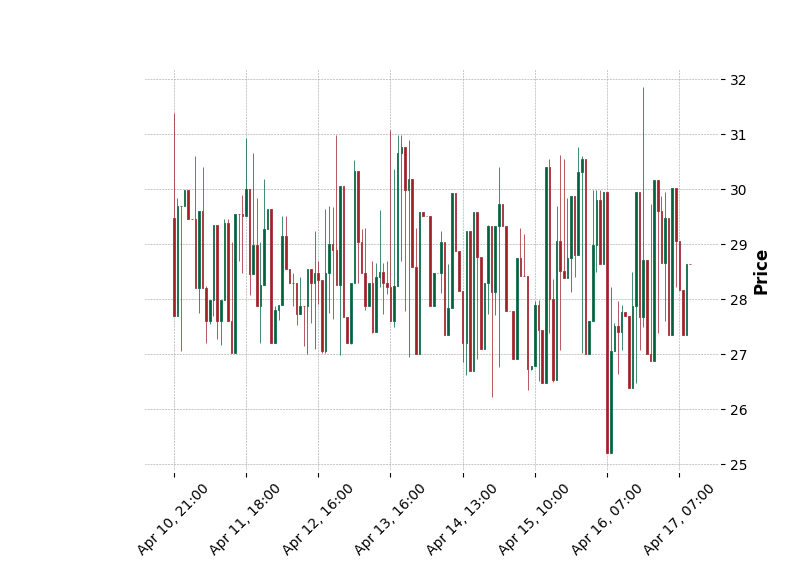 32
31
30
29
28
27
26
25
Price
Apr 10, 21:00
Apr 11, 18:00
Apr 12, 16:00
Apr 13, 16:00
Apr 14, 13:00
Apr 15, 10:00
Apr 16, 07:00
Apr 17, 07:00